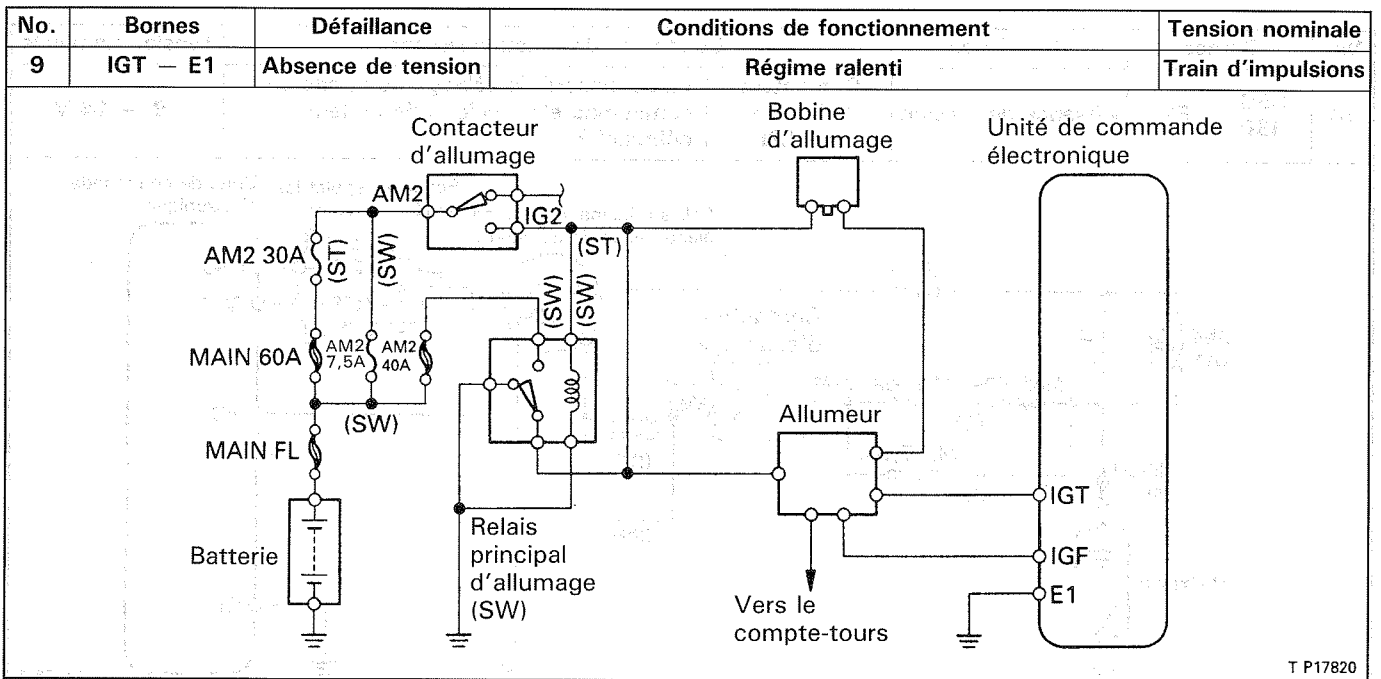 No. Bornes Défaillance Conditions de fonctionnement Tension nominale
9 IGT — E1 Absence de tension Régime ralenti Train d'impulsions
Contacteur
d'allumage
Bobine
d'allumage
Unité de commande
électronique
AM2
IG2
(ST)
AM2 30A
(ST)
(SW)
(SW)
(SW)
MAIN 60A
AM2
7,5A
AM2
40A
(SW)
MAIN FL
Allumeur
IGT
Batterie
Relais
principal
d'allumage
(SW)
IGF
E1
Vers le
compte-tours
T P17820